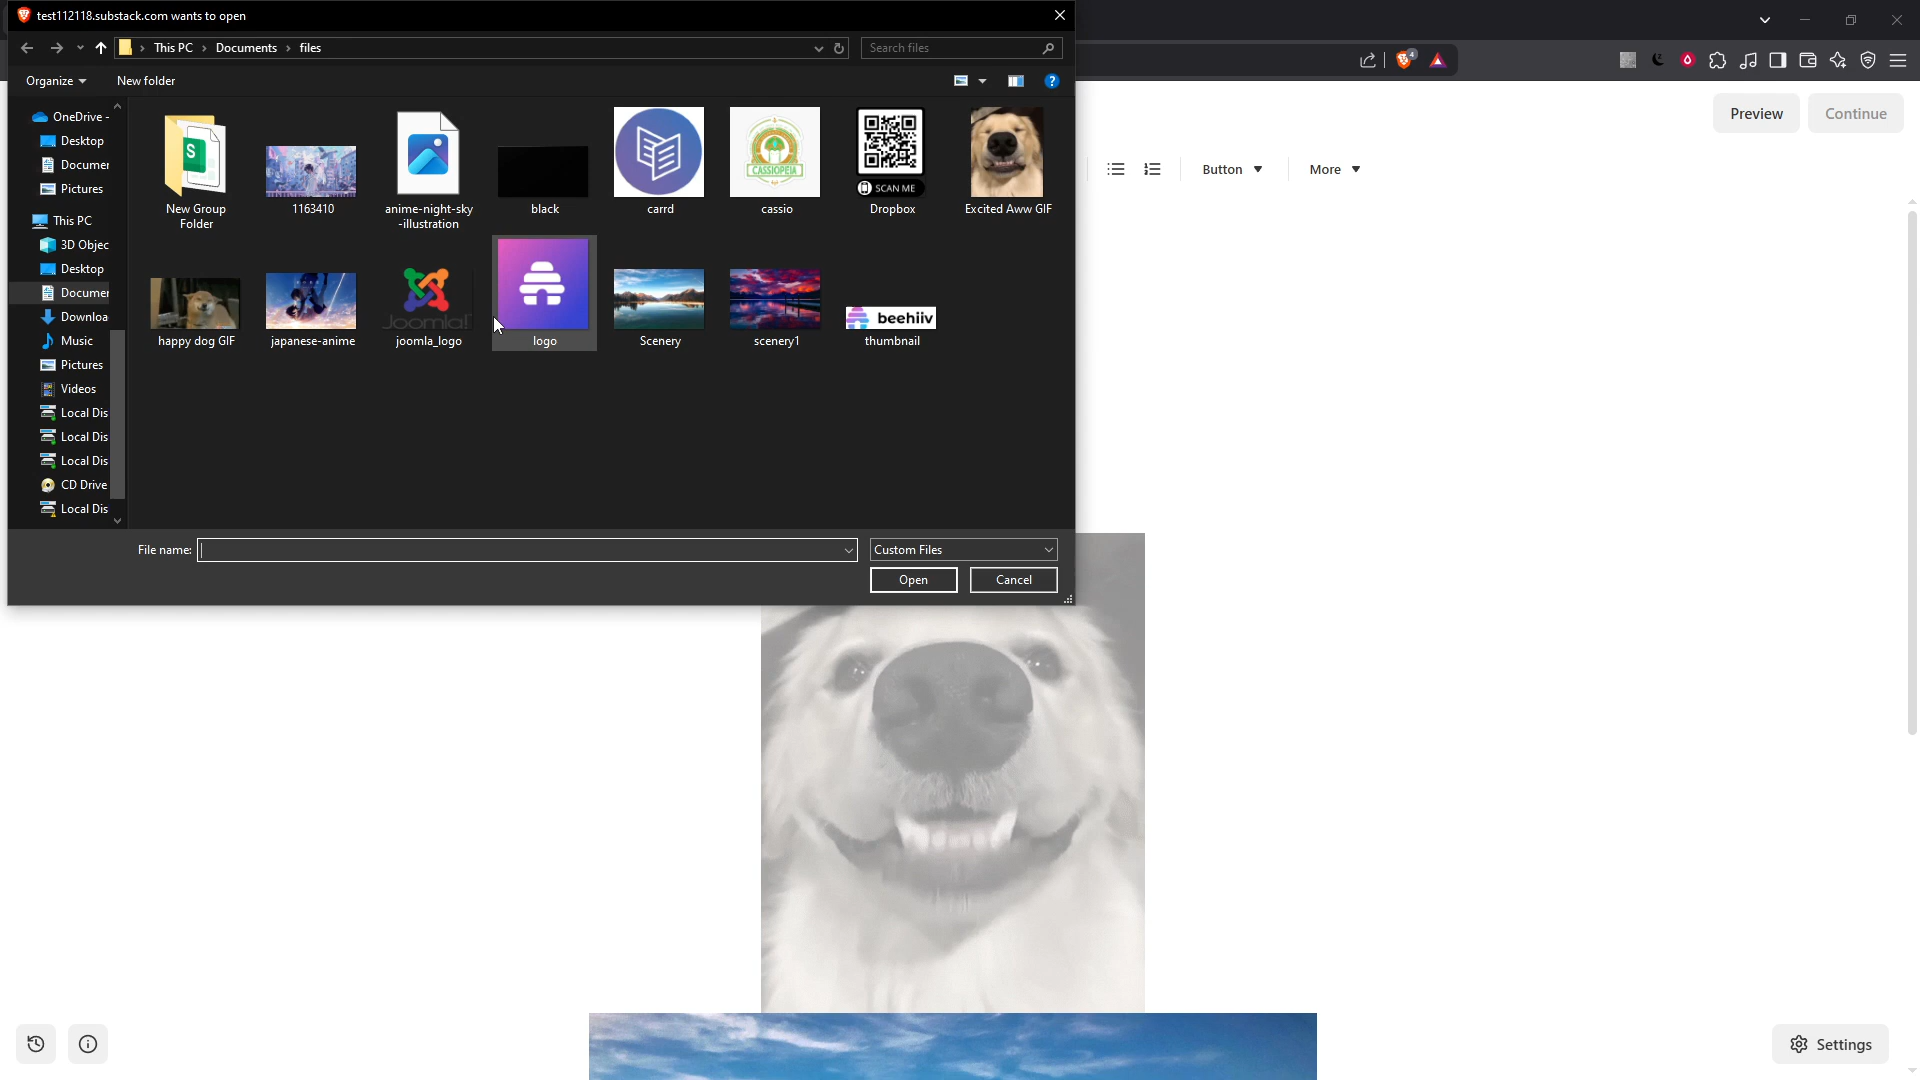 test112118.substack.com wants to open
This PC
Documents
files
Search files
Organize
New folder
OneDrive -
Desktop
Documer
Pictures
This PC
3D Objec
Desktop
Documer
Downloa
Music
Pictures
Videos
Local Dis
Local Dis
Local Dis
CD Drive
Local Dis
S
New Group
Folder
1163410
anime-night-sky
-illustration
black
carrd
CASSIOPEIA
cassio
SCAN ME
Dropbox
Excited Aww GIF
happy dog GIF
japanese-anime
Joomla!
joomla_logo
logo
Scenery
scenery1
beehiiv
thumbnail
File name:
Custom Files
Open
Cancel
4
Preview
Continue
Button
More
Settings